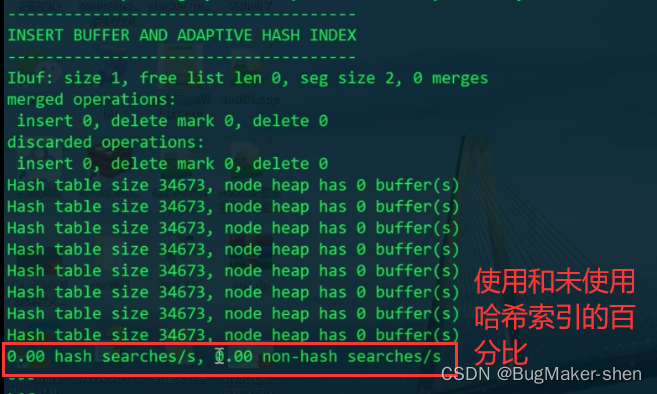 -----------------------------------
INSERT BUFFER AND ADAPTIVE HASH INDEX
-----------------------------------
Ibuf: size 1, free list len 0, seg size 2, 0 merges
merged operations:
 insert 0, delete mark 0, delete 0
discarded operations:
 insert 0, delete mark 0, delete 0
Hash table size 34673, node heap has 0 buffer(s)
Hash table size 34673, node heap has 0 buffer(s)
Hash table size 34673, node heap has 0 buffer(s)
Hash table size 34673, node heap has 0 buffer(s)
Hash table size 34673, node heap has 0 buffer(s)
Hash table size 34673, node heap has 0 buffer(s)
Hash table size 34673, node heap has 0 buffer(s)
Hash table size 34673, node heap has 0 buffer(s)
0.00 hash searches/s, 0.00 non-hash searches/s
---
使用和未使用
哈希索引的百
分比
CSDN @BugMaker-shen